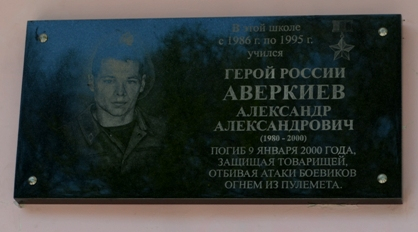 В этой школе
с 1986 г. по 1995 г.
учился
ГЕРОЙ РОССИИ
АВЕРКИЕВ
АЛЕКСАНДР
АЛЕКСАНДРОВИЧ
(1980 - 2000)
ПОГИБ 9 ЯНВАРЯ 2000 ГОДА,
ЗАЩИЩАЯ ТОВАРИЩЕЙ,
ОТБИВАЯ АТАКИ БОЕВИКОВ
ОГНЕМ ИЗ ПУЛЕМЕТА.